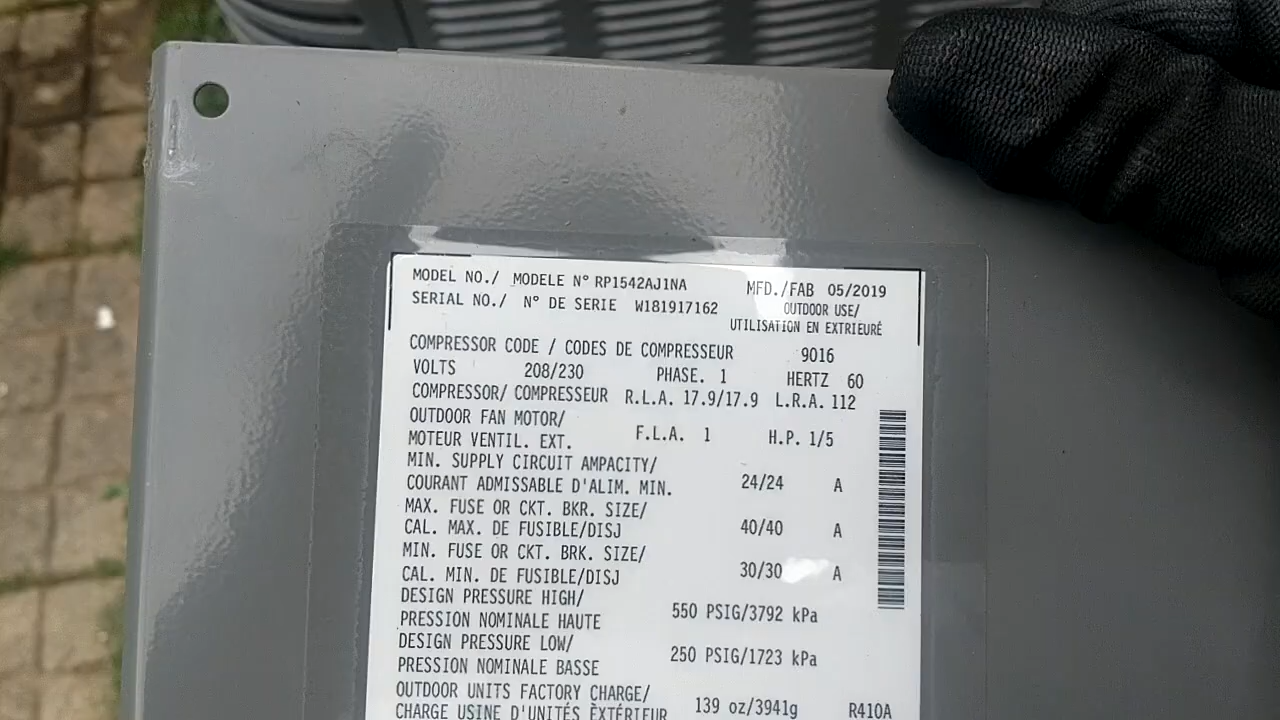 MODEL NO./ MODELE N° RP1542AJ1NA MFD./FAB 05/2019
SERIAL NO./ N° DE SERIE W181917162 OUTDOOR USE/
UTILISATION EN EXTRIEURÉ
COMPRESSOR CODE / CODES DE COMPRESEUR 9016
VOLTS 208/230 PHASE. 1 HERTZ 60
COMPRESSOR/ COMPRESSEUR R.L.A. 17.9/17.9 L.R.A. 112
OUTDOOR FAN MOTOR/
MOTEUR VENTIL. EXT. F.L.A. 1 H.P. 1/5
MIN. SUPPLY CIRCUIT AMPACITY/
COURANT ADMISSABLE D'ALIM. MIN. 24/24 A
MAX. FUSE OR CKT. BKR. SIZE/
CAL. MAX. DE FUSIBLE/DISJ 40/40 A
MIN. FUSE OR CKT. BRK. SIZE/
CAL. MIN. DE FUSIBLE/DISJ 30/30 A
DESIGN PRESSURE HIGH/
PRESSION NOMINALE HAUTE 550 PSIG/3792 kPa
DESIGN PRESSURE LOW/
PRESSION NOMINALE BASSE 250 PSIG/1723 kPa
OUTDOOR UNITS FACTORY CHARGE/
CHARGE USINE D'UNITÉS ÈXTÉRIEUR 139 oz/3941g R410A